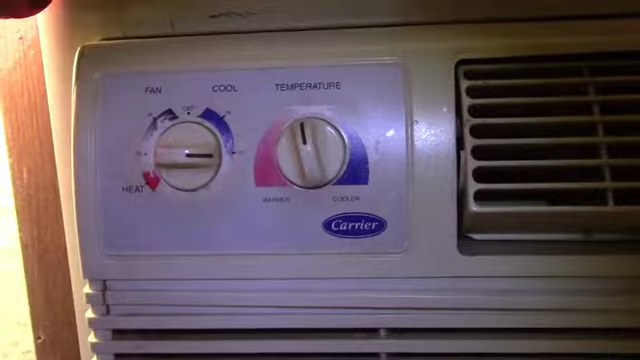 FAN COOL TEMPERATURE
OFF
HEAT
WARMER COOLER
Carrier